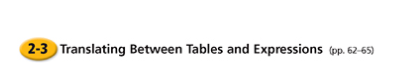 2-3 Translating Between Tables and Expressions (pp. 62–65)